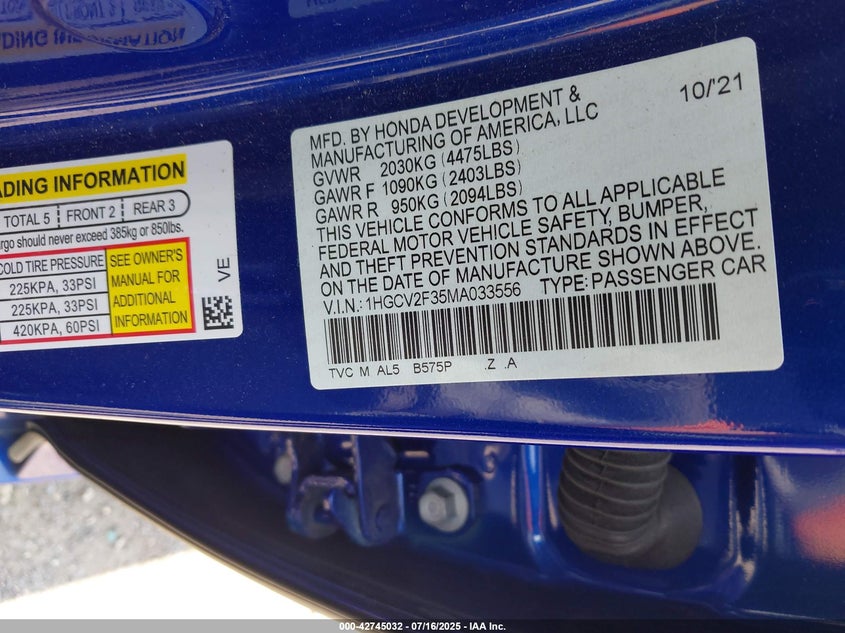 10/'21
MFD. BY HONDA DEVELOPMENT &
MANUFACTURING OF AMERICA, LLC
GVWR 2030KG (4475LBS)
GAWR F 1090KG (2403LBS)
GAWR R 950KG (2094LBS)
THIS VEHICLE CONFORMS TO ALL APPLICABLE
FEDERAL MOTOR VEHICLE SAFETY, BUMPER,
AND THEFT PREVENTION STANDARDS IN EFFECT
ON THE DATE OF MANUFACTURE SHOWN ABOVE.
V.I.N.: 1HGCV2F35MA033556 TYPE: PASSENGER CAR
TVC M AL5 B575P .Z .A
ADING INFORMATION
TOTAL 5 FRONT 2 REAR 3
rgo should never exceed 385kg or 850lbs.
COLD TIRE PRESSURE
225KPA, 33PSI
225KPA, 33PSI
420KPA, 60PSI
SEE OWNER'S
MANUAL FOR
ADDITIONAL
INFORMATION
VE
000-42745032 - 07/16/2025 - IAA Inc.